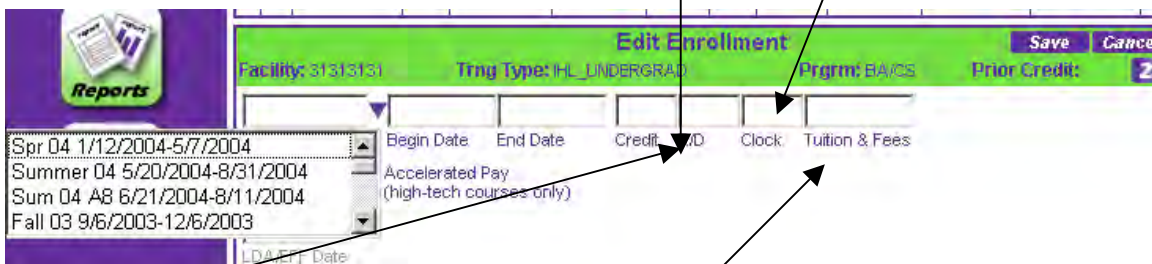 Reports
Edit Enrollment Save
Facility: 31313131 Trng Type: IHL_UNDERGRAD Prgrm: BA/CS Prior Credit:
Begin Date End Date Credit Clock Tuition & Fees
Spr 04 1/12/2004-5/7/2004
Summer 04 5/20/2004-8/31/2004
Sum 04 A8 6/21/2004-8/11/2004
Fall 03 9/6/2003-12/6/2003
Accelerated Pay
(high-tech courses only)
LDA/EFF Date